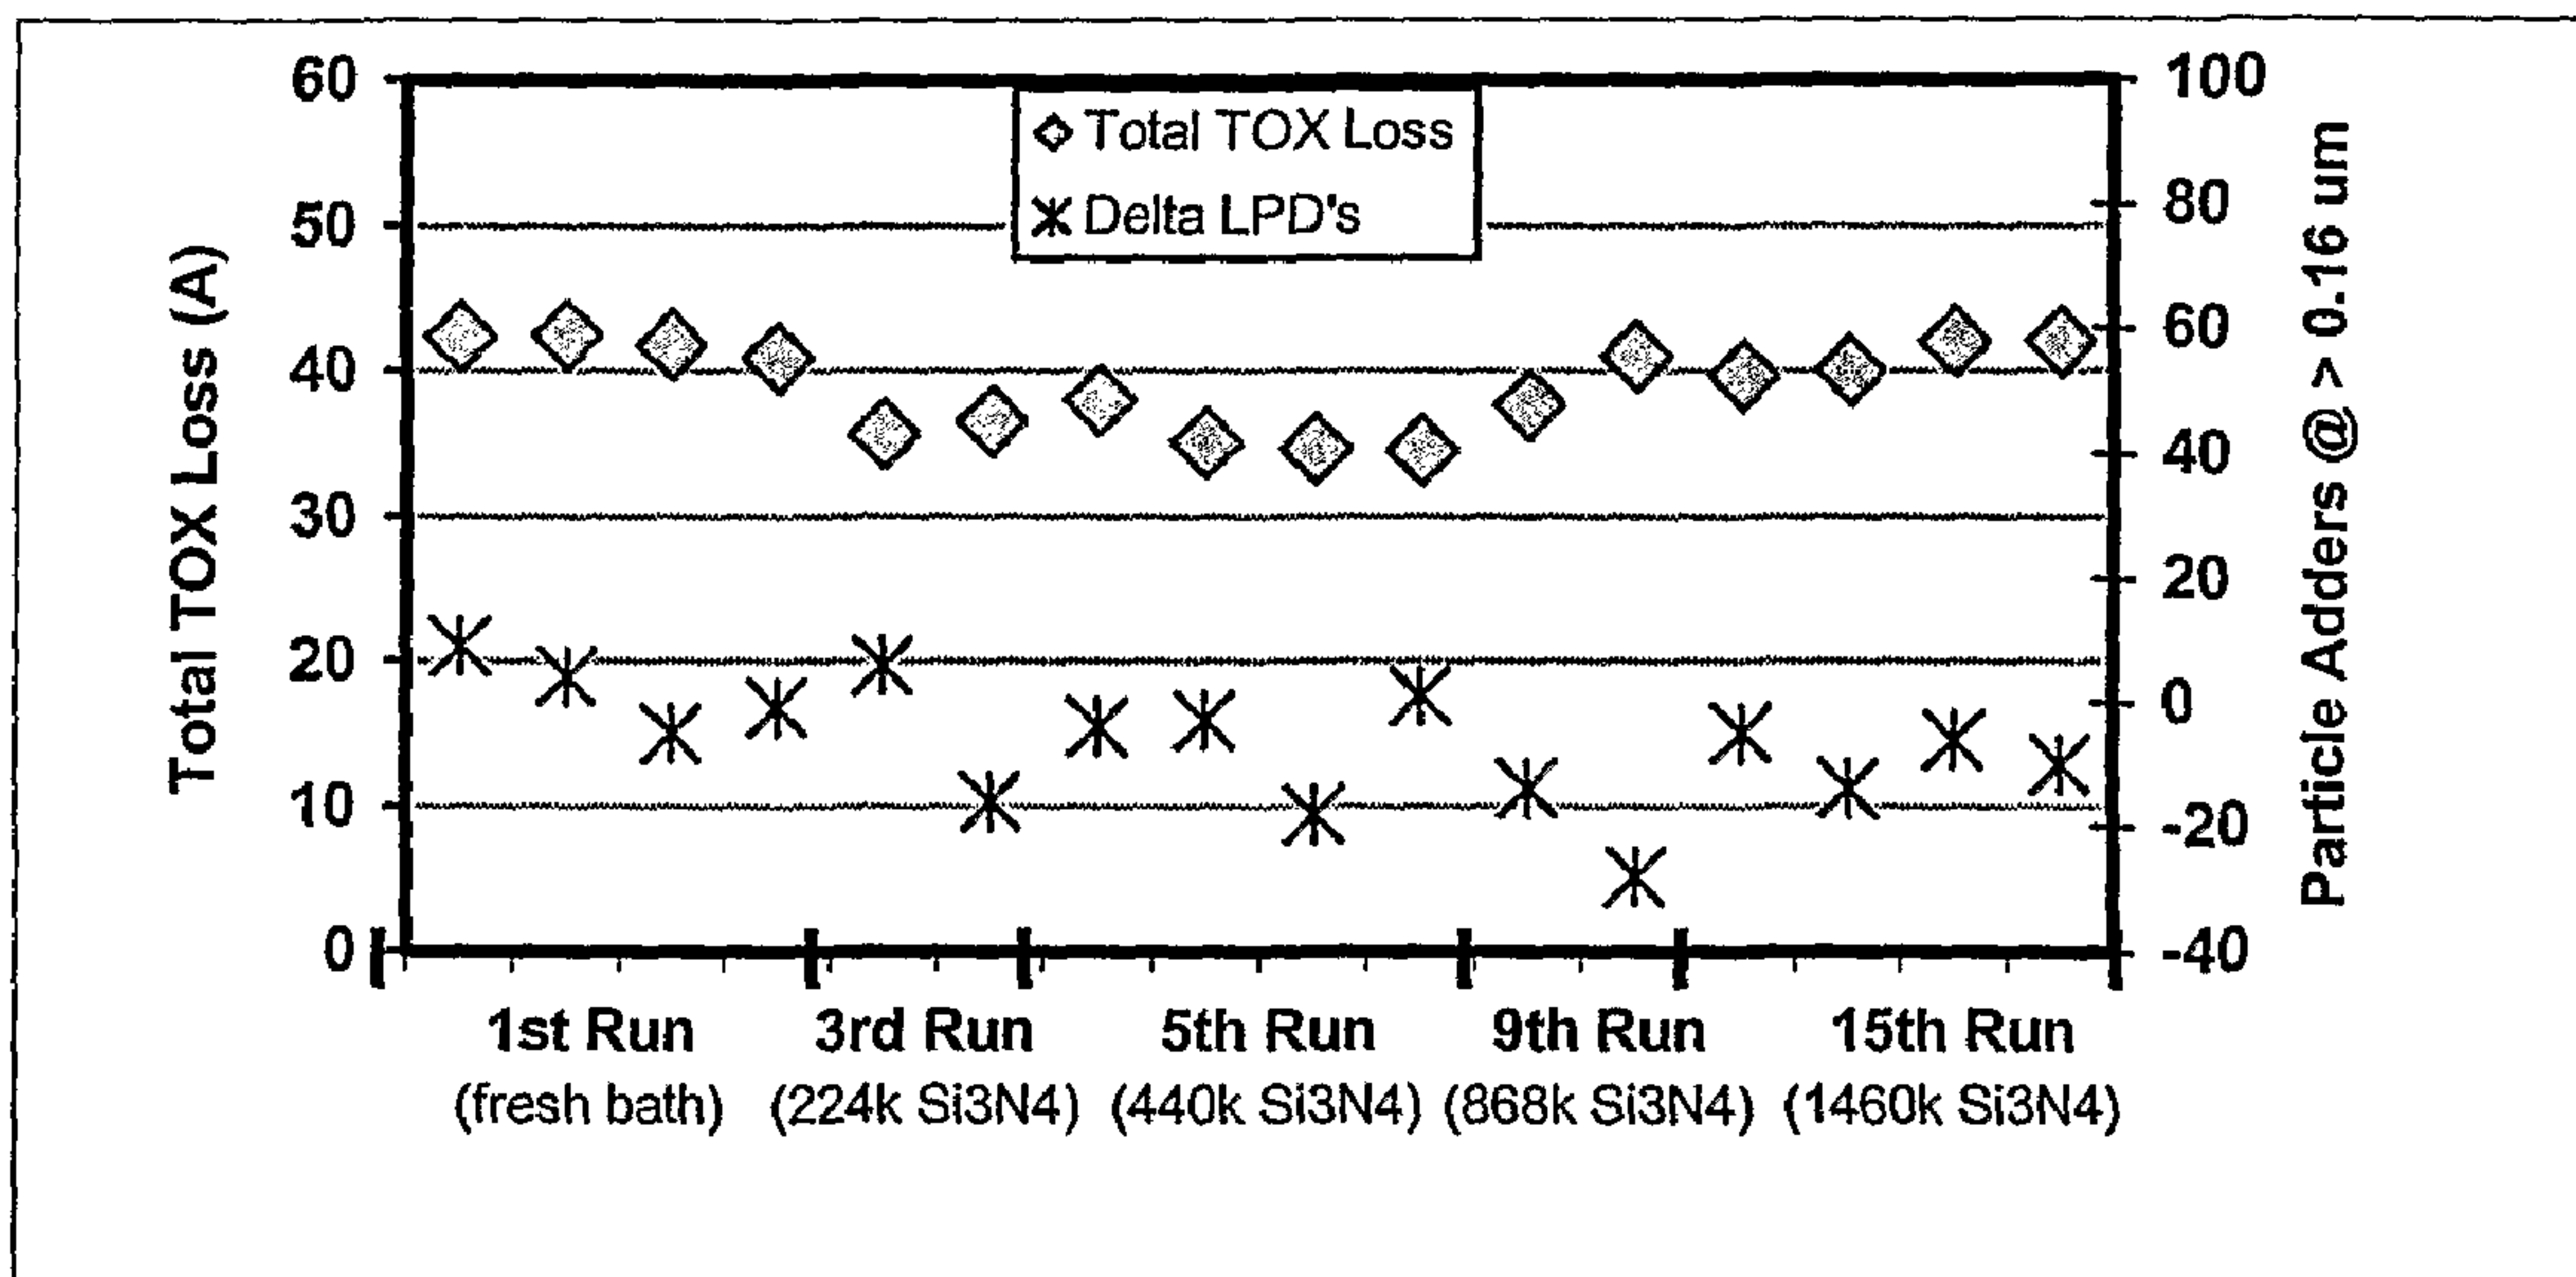 Total TOX Loss (A)
60
50
40
30
20
10
0
Total TOX Loss
Delta LPD's
100
80
60
40
20
0
-20
-40
Particle Adders @ > 0.16 um
1st Run 3rd Run 5th Run 9th Run 15th Run
(fresh bath) (224k Si3N4) (440k Si3N4) (868k Si3N4) (1460k Si3N4)